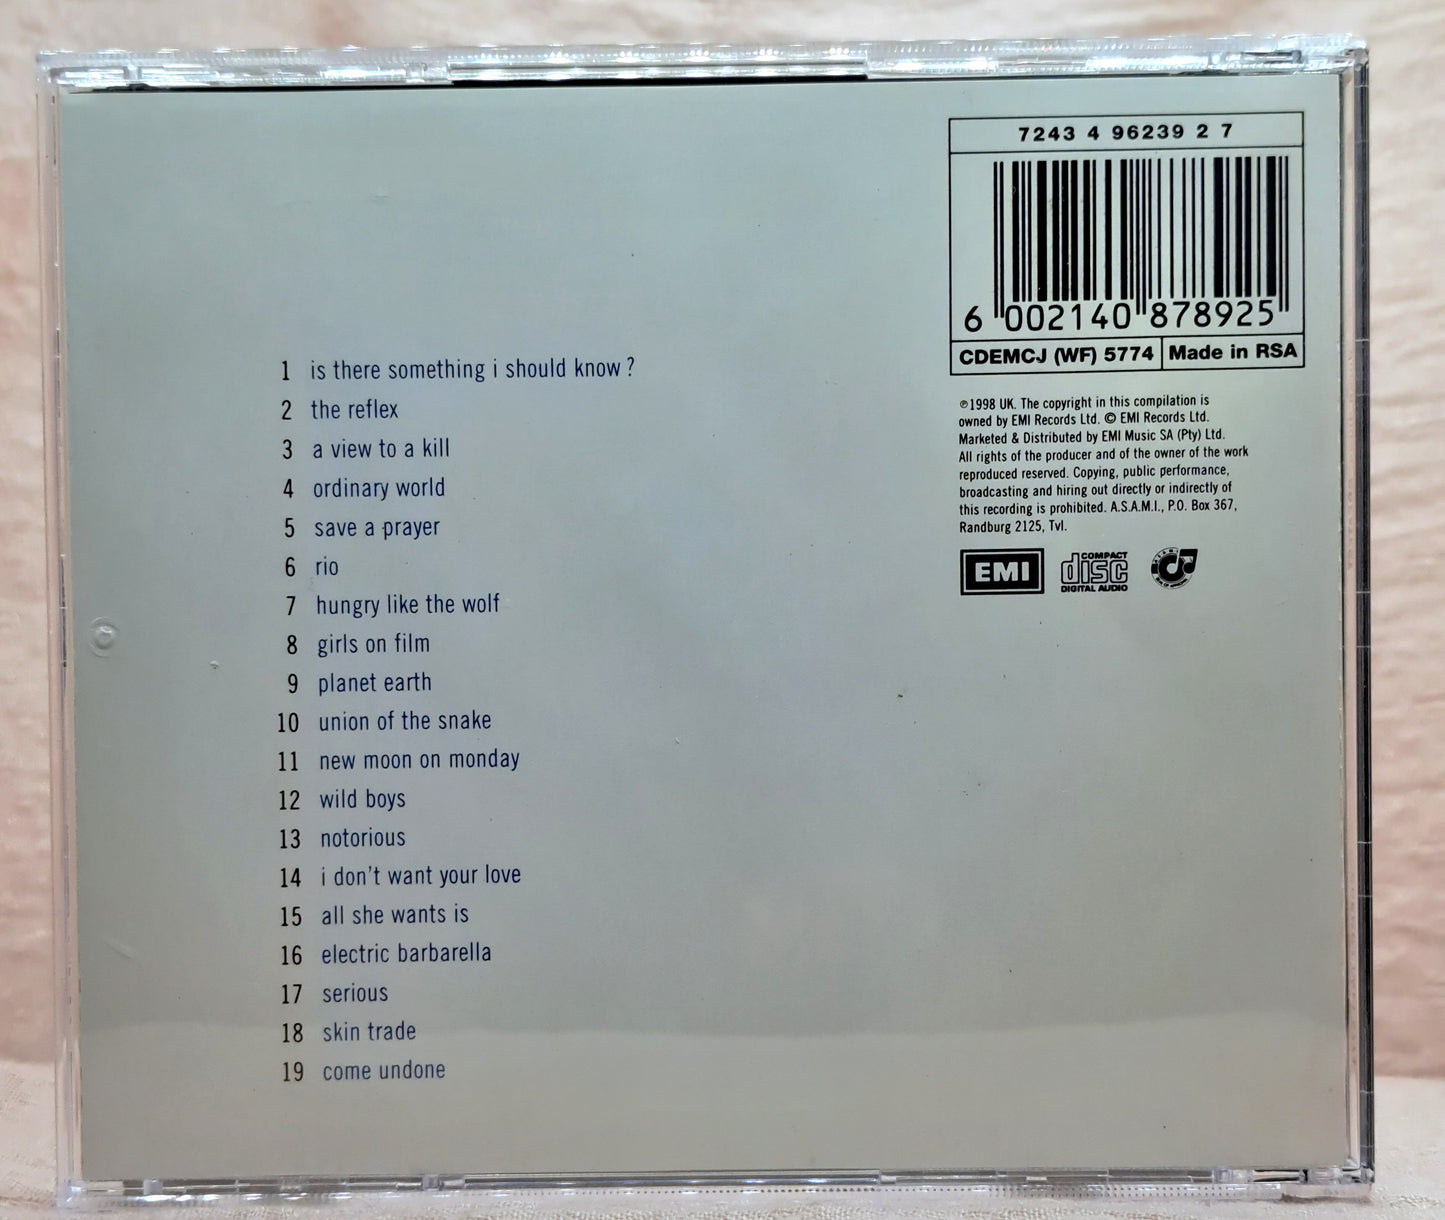 7243 4 96239 2 7
6 002140 878925
CDEMCJ (WF) 5774 Made in RSA
1 is there something i should know ?
2 the reflex
3 a view to a kill
4 ordinary world
5 save a prayer
6 rio
7 hungry like the wolf
8 girls on film
9 planet earth
10 union of the snake
11 new moon on monday
12 wild boys
13 notorious
14 i don't want your love
15 all she wants is
16 electric barbarella
17 serious
18 skin trade
19 come undone
℗1998 UK. The copyright in this compilation is
owned by EMI Records Ltd. © EMI Records Ltd.
Marketed & Distributed by EMI Music SA (Pty) Ltd.
All rights of the producer and of the owner of the work
reproduced reserved. Copying, public performance,
broadcasting and hiring out directly or indirectly of
this recording is prohibited. A.S.A.M.I., P.O. Box 367,
Randburg 2125, Tvl.
EMI
COMPACT
disc
DIGITAL AUDIO